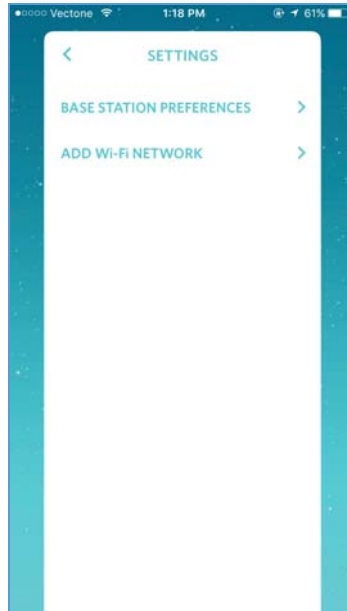 Vectone 1:18 PM 61%
SETTINGS
BASE STATION PREFERENCES
ADD Wi-Fi NETWORK